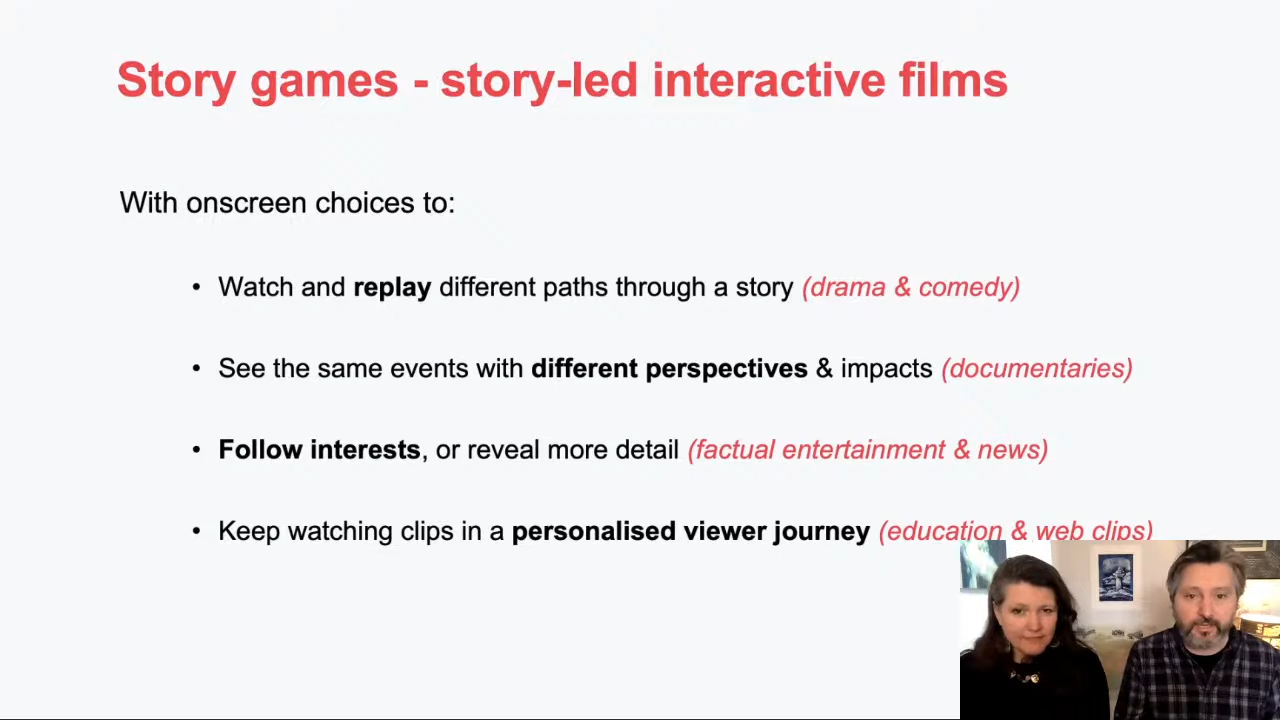 Story games - story-led interactive films
With onscreen choices to:
• Watch and replay different paths through a story (drama & comedy)
• See the same events with different perspectives & impacts (documentaries)
• Follow interests, or reveal more detail (factual entertainment & news)
• Keep watching clips in a personalised viewer journey (education & web clips)